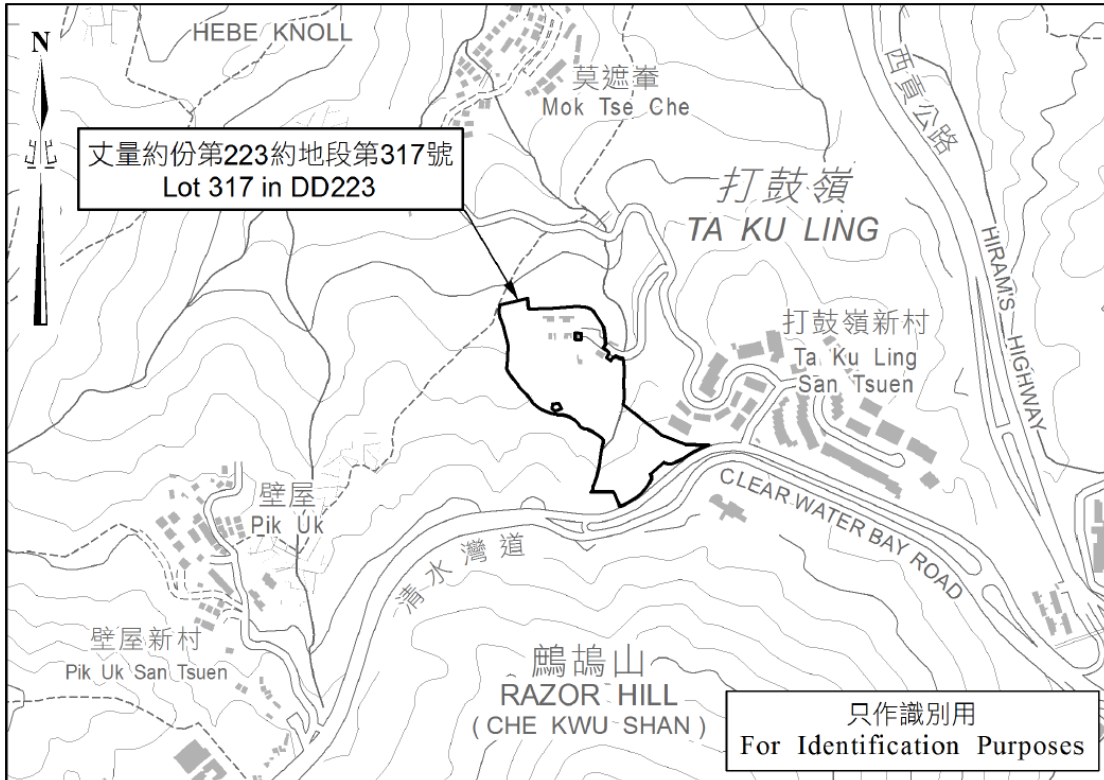 N
HEBE KNOLL
莫遮輋
Mok Tse Che
西貢公路
丈量約份第223約地段第317號
Lot 317 in DD223
打鼓嶺
TA KU LING
HIRAM'S HIGHWAY
打鼓嶺新村
Ta Ku Ling
San Tsuen
壁屋
Pik Uk
CLEAR WATER BAY ROAD
清水灣道
壁屋新村
Pik Uk San Tsuen
鷓鴣山
RAZOR HILL
( CHE KWU SHAN )
只作識別用
For Identification Purposes